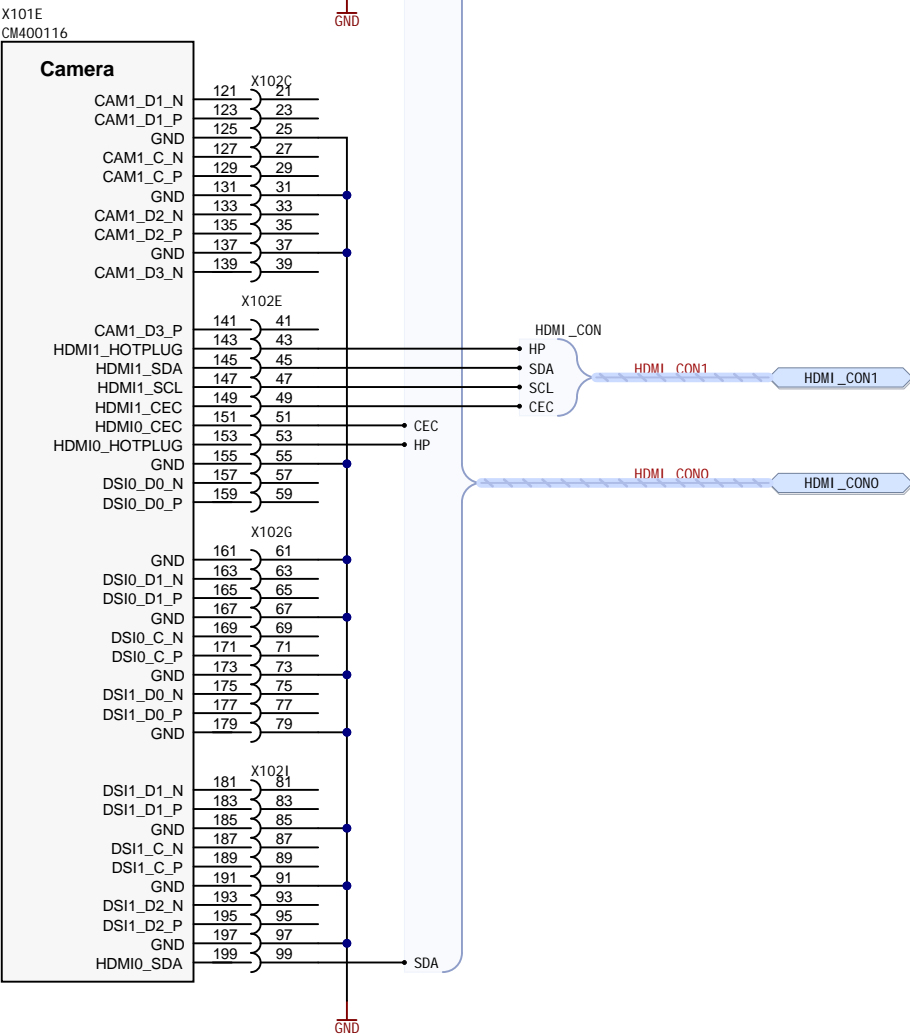 X101E
CM400116
GND
Camera
X102C
CAM1_D1_N 121 21
CAM1_D1_P 123 23
GND 125 25
CAM1_C_N 127 27
CAM1_C_P 129 29
GND 131 31
CAM1_D2_N 133 33
CAM1_D2_P 135 35
GND 137 37
CAM1_D3_N 139 39
X102E
CAM1_D3_P 141 41
HDMI_CON
HDMI1_HOTPLUG 143 43 HP
HDMI1_SDA 145 45 SDA
HDMI_CON1 HDMI_CON1
HDMI1_SCL 147 47 SCL
HDMI1_CEC 149 49 CEC
HDMI0_CEC 151 51 CEC
HDMI0_HOTPLUG 153 53 HP
GND 155 55
DSI0_D0_N 157 57
HDMI_CON0 HDMI_CON0
DSI0_D0_P 159 59
X102G
GND 161 61
DSI0_D1_N 163 63
DSI0_D1_P 165 65
GND 167 67
DSI0_C_N 169 69
DSI0_C_P 171 71
GND 173 73
DSI1_D0_N 175 75
DSI1_D0_P 177 77
GND 179 79
X102I
DSI1_D1_N 181 81
DSI1_D1_P 183 83
GND 185 85
DSI1_C_N 187 87
DSI1_C_P 189 89
GND 191 91
DSI1_D2_N 193 93
DSI1_D2_P 195 95
GND 197 97
HDMI0_SDA 199 99 SDA
GND